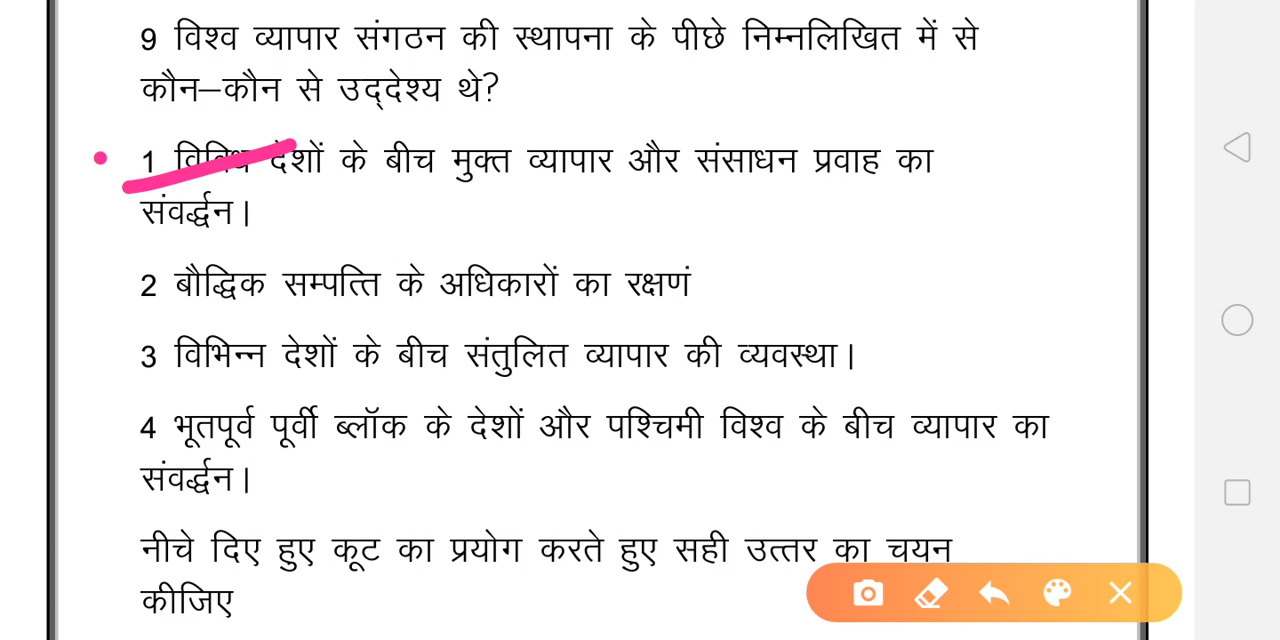 9 विश्व व्यापार संगठन की स्थापना के पीछे निम्नलिखित में से
कौन–कौन से उद्देश्य थे?
1 विविध देशों के बीच मुक्त व्यापार और संसाधन प्रवाह का
संवर्द्धन।
2 बौद्धिक सम्पत्ति के अधिकारों का रक्षणं
3 विभिन्न देशों के बीच संतुलित व्यापार की व्यवस्था।
4 भूतपूर्व पूर्वी ब्लॉक के देशों और पश्चिमी विश्व के बीच व्यापार का
संवर्द्धन।
नीचे दिए हुए कूट का प्रयोग करते हुए सही उत्तर का चयन
कीजिए